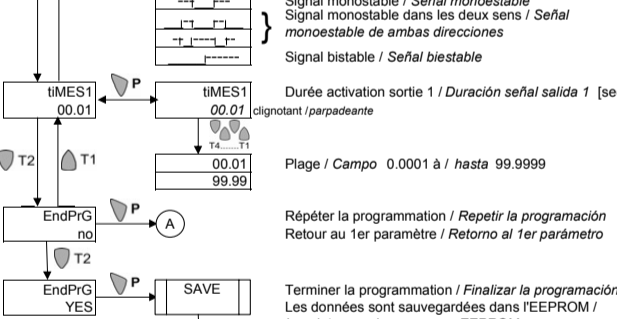 Signal monostable / Señal monoestable
Signal monostable dans les deux sens / Señal
monoestable de ambas direcciones
Signal bistable / Señal biestable
tiMES1
00.01
P
tiMES1
00.01
clignotant / parpadeante
Durée activation sortie 1 / Duración señal salida 1 [se
T2
T1
T4.......T1
00.01
99.99
Plage / Campo 0.0001 à / hasta 99.9999
EndPrG
no
P
A
Répéter la programmation / Repetir la programación
Retour au 1er paramètre / Retorno al 1er parámetro
T2
EndPrG
YES
P
SAVE
Terminer la programmation / Finalizar la programación
Les données sont sauvegardées dans l'EEPROM /